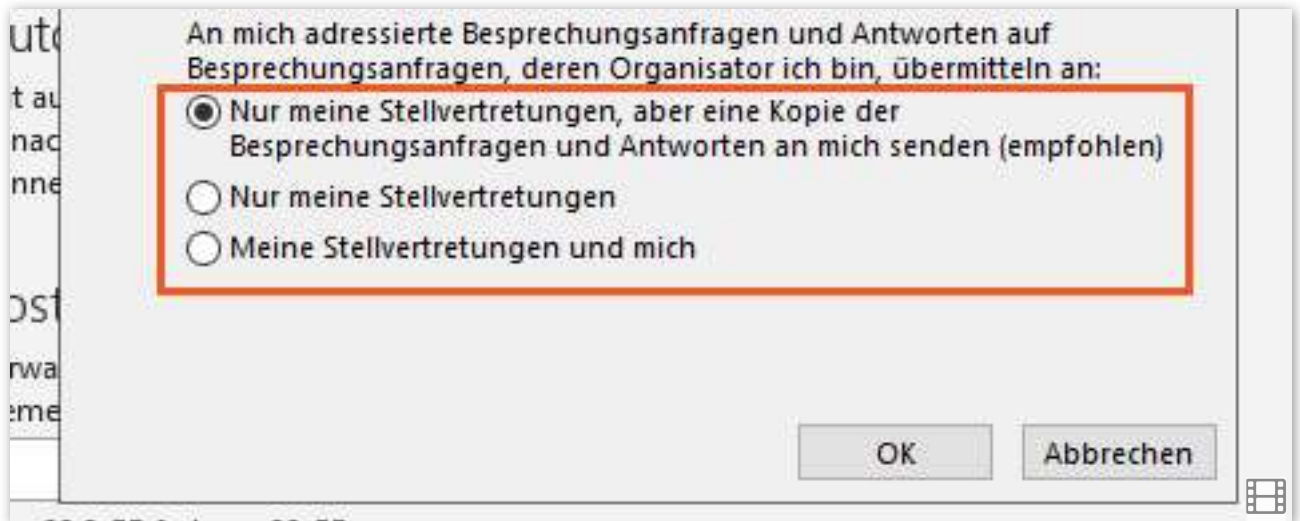 An mich adressierte Besprechungsanfragen und Antworten auf
Besprechungsanfragen, deren Organisator ich bin, übermitteln an:
Nur meine Stellvertretungen, aber eine Kopie der
Besprechungsanfragen und Antworten an mich senden (empfohlen)
Nur meine Stellvertretungen
Meine Stellvertretungen und mich
OK Abbrechen